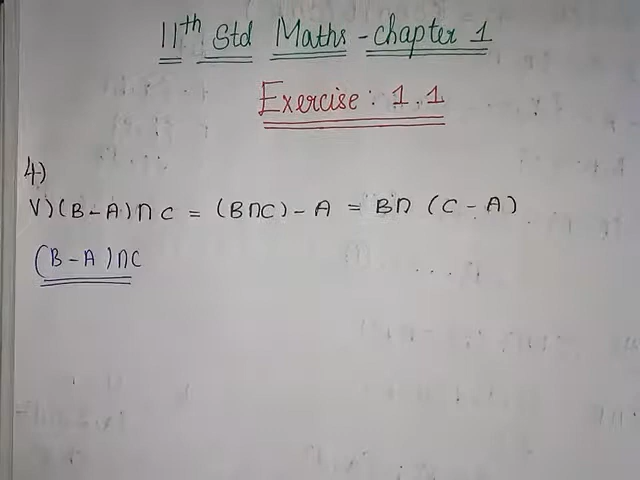 11th Std Maths - chapter 1
Exercise: 1.1
4)
V) (B-A)∩C = (B∩C)-A = B∩(C-A)
(B-A)∩C